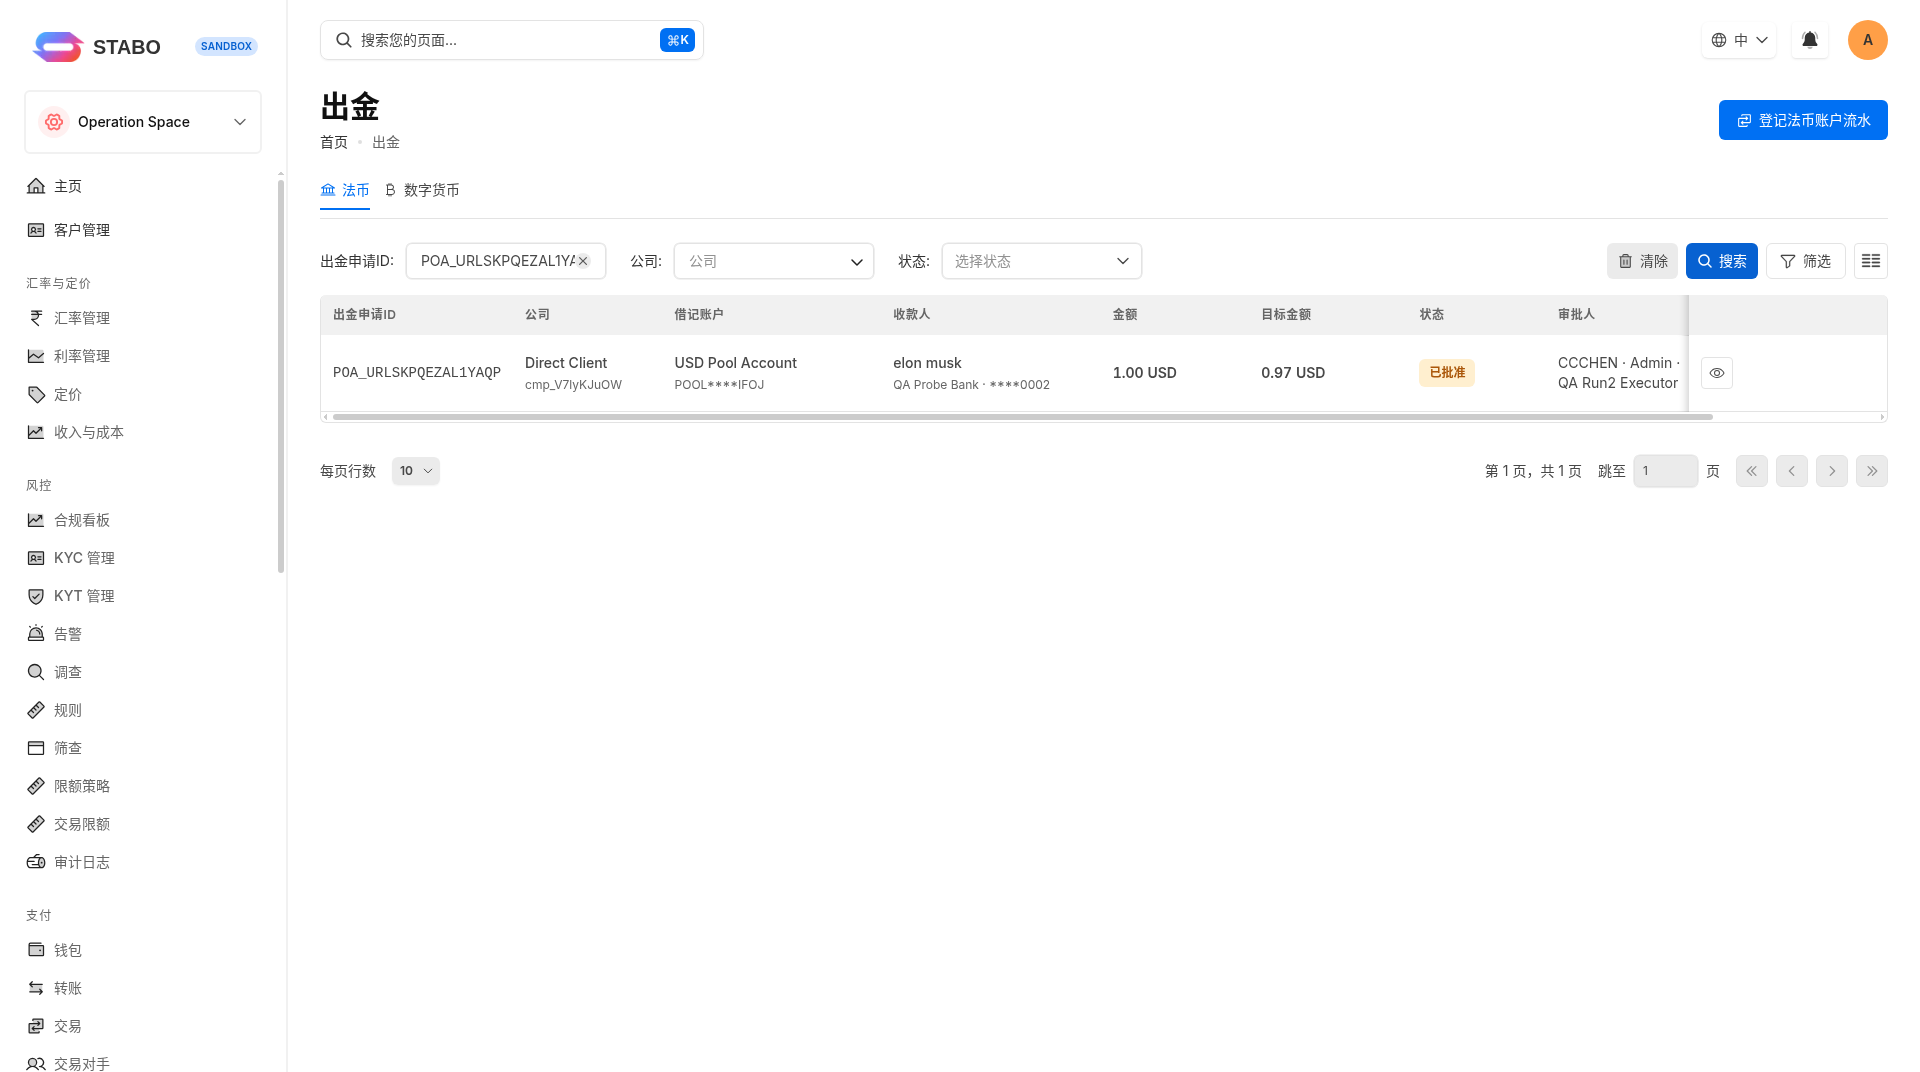 STABO
SANDBOX
Operation Space
主页
客户管理
汇率与定价
汇率管理
利率管理
定价
收入与成本
风控
合规看板
KYC 管理
KYT 管理
告警
调查
规则
筛查
限额策略
交易限额
审计日志
支付
钱包
转账
交易
交易对手
搜索您的页面...
⌘K
中
A
出金
首页 • 出金
登记法币账户流水
法币 数字货币
出金申请ID: POA_URLSKPQEZAL1YA 公司: 公司 状态: 选择状态 清除 搜索 筛选
出金申请ID 公司 借记账户 收款人 金额 目标金额 状态 审批人
POA_URLSKPQEZAL1YAQP Direct Client USD Pool Account elon musk 1.00 USD 0.97 USD 已批准 CCCHEN · Admin ·
cmp_V7IyKJuOW POOL****IFOJ QA Probe Bank · ****0002 QA Run2 Executor
每页行数 10 第 1 页，共 1 页 跳至 1 页